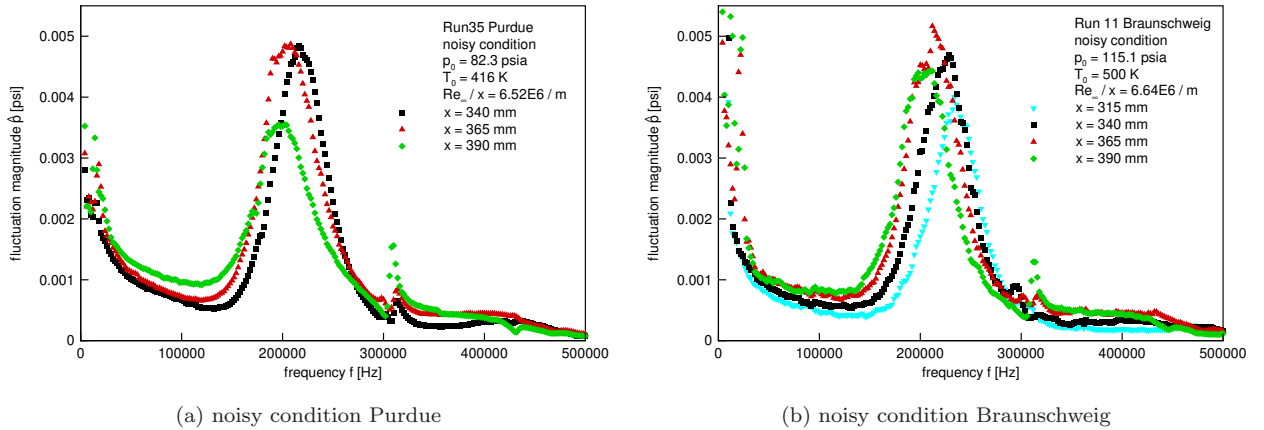 Run35 Purdue
noisy condition
p₀ = 82.3 psia
T₀ = 416 K
Re∞ / x = 6.52E6 / m
x = 340 mm
x = 365 mm
x = 390 mm
fluctuation magnitude p̂ [psi]
0.005
0.004
0.003
0.002
0.001
0
0 100000 200000 300000 400000 500000
frequency f [Hz]
(a) noisy condition Purdue
Run 11 Braunschweig
noisy condition
p₀ = 115.1 psia
T₀ = 500 K
Re∞ / x = 6.64E6 / m
x = 315 mm
x = 340 mm
x = 365 mm
x = 390 mm
fluctuation magnitude p̂ [psi]
0.005
0.004
0.003
0.002
0.001
0
0 100000 200000 300000 400000 500000
frequency f [Hz]
(b) noisy condition Braunschweig